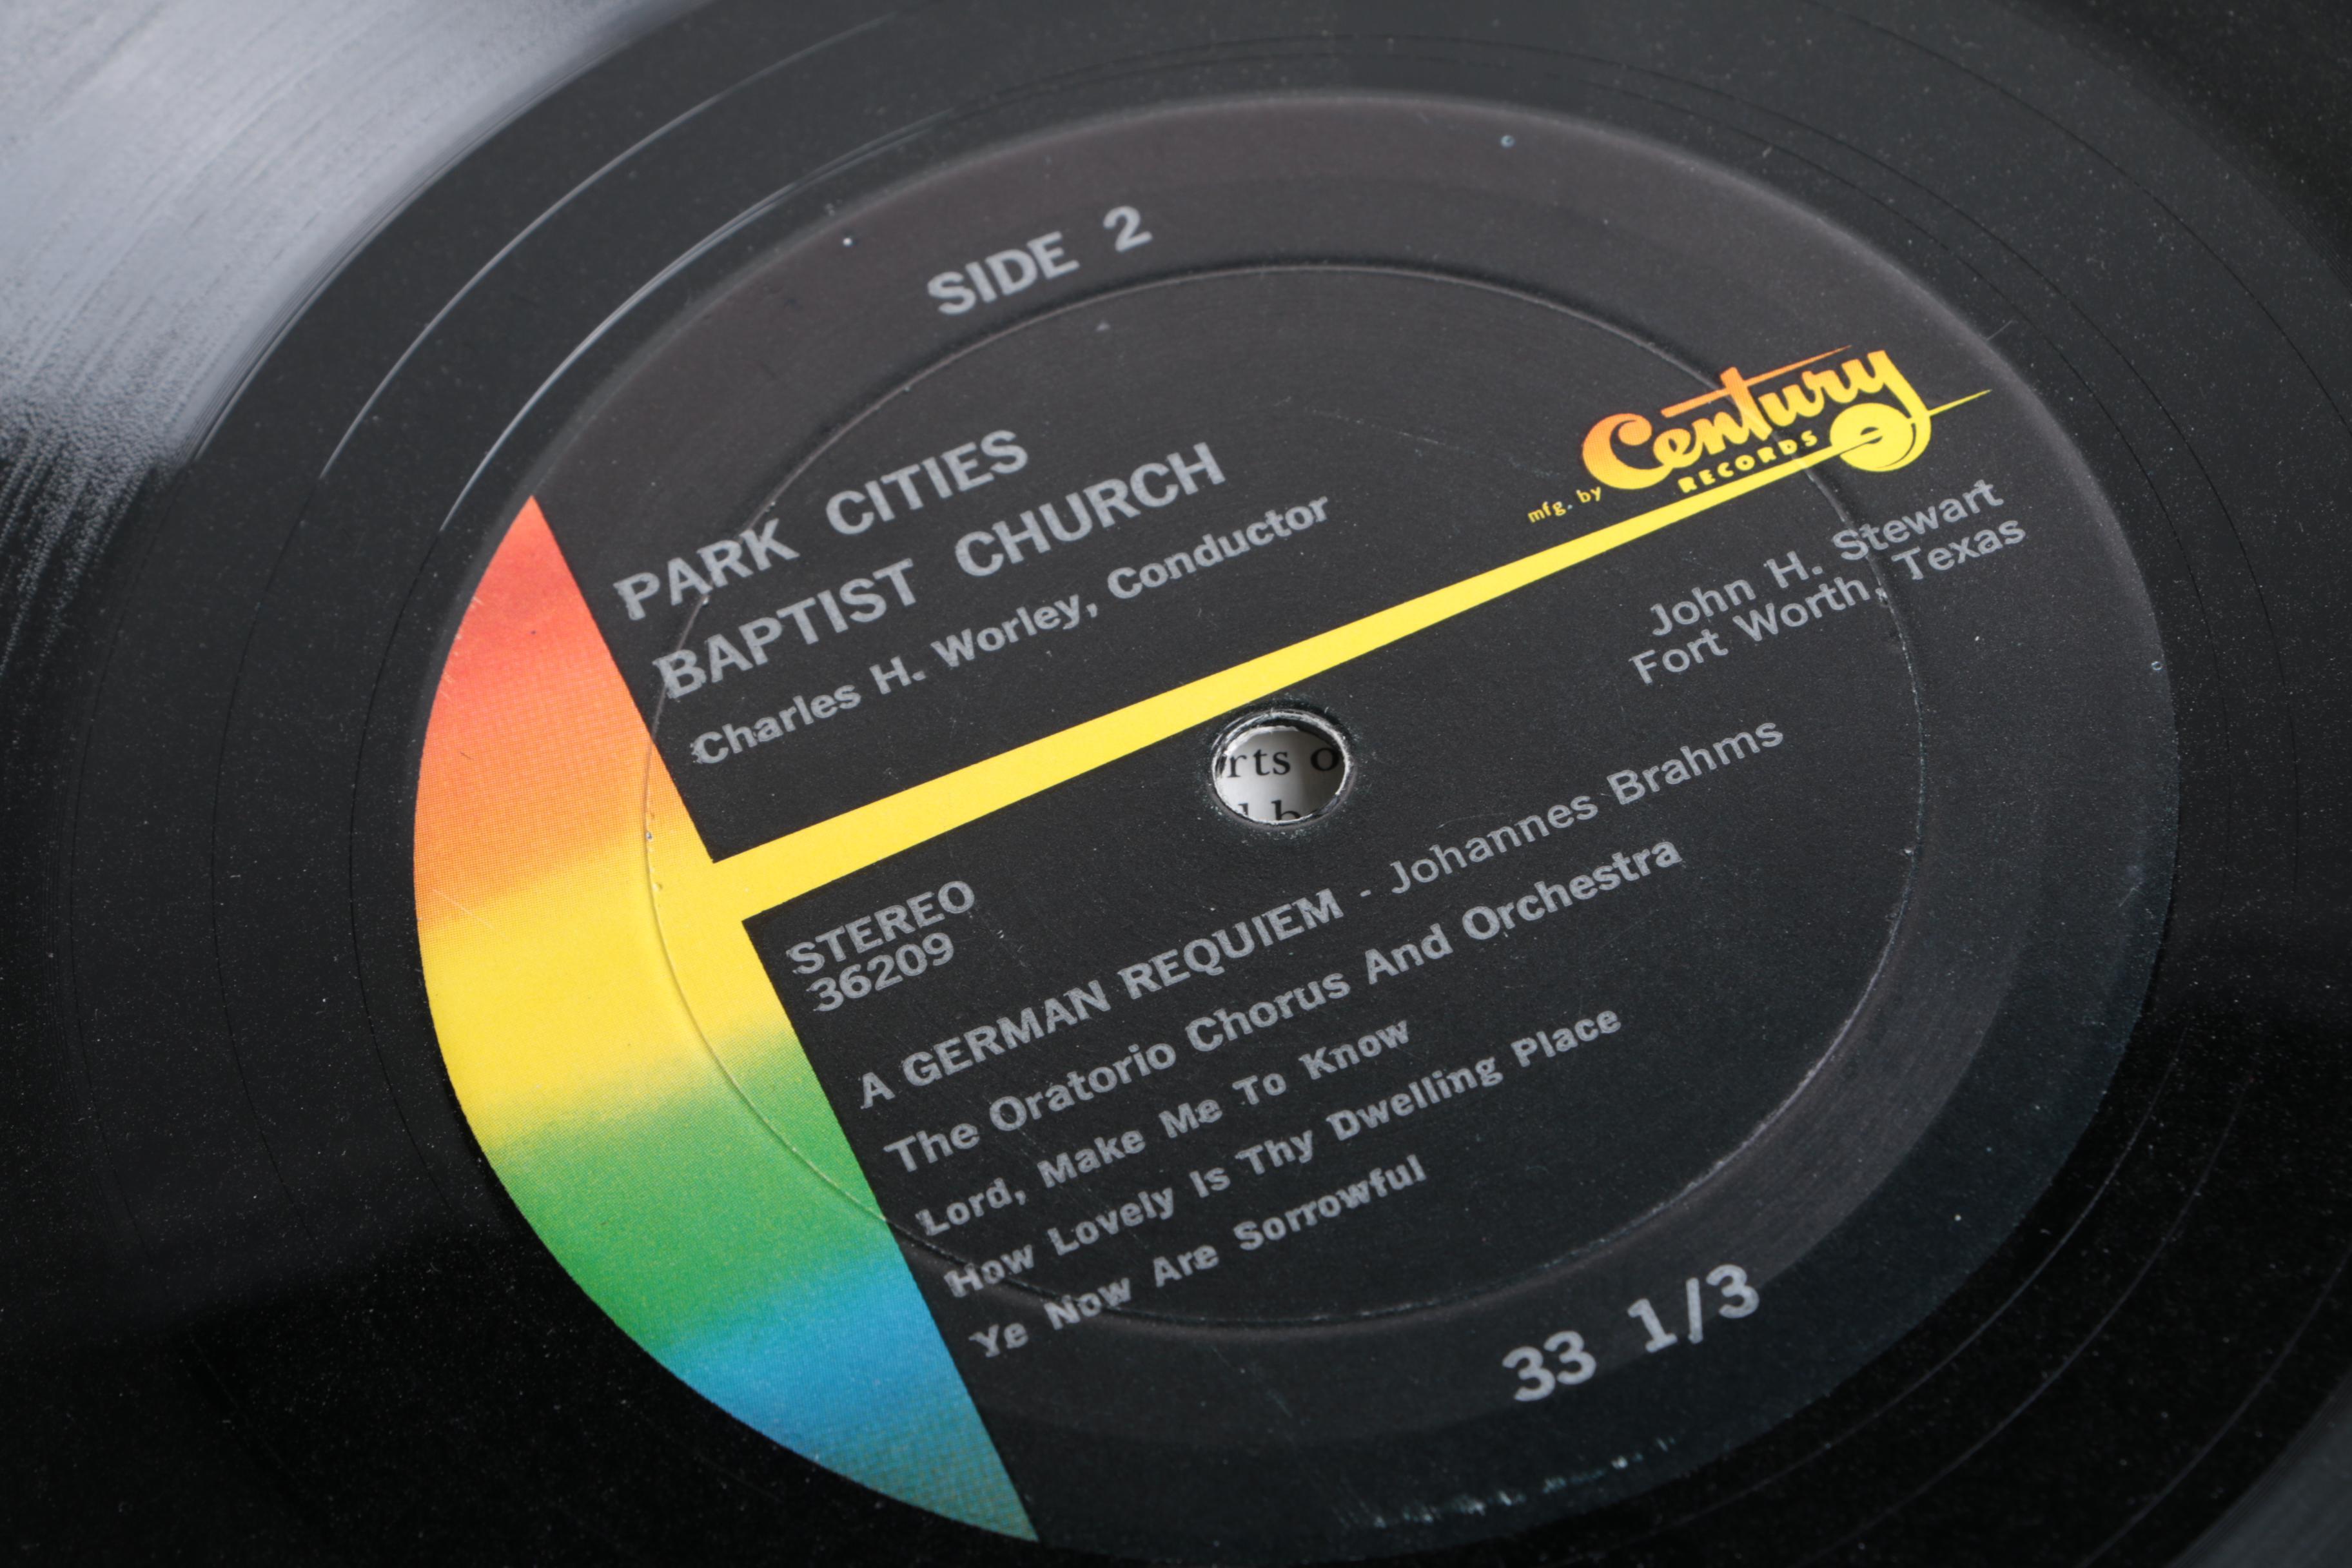 SIDE 2
PARK CITIES
BAPTIST CHURCH
Charles H. Worley, Conductor
mfg. by
Century
RECORDS
John H. Stewart
Fort Worth, Texas
rts o
STEREO
36209
A GERMAN REQUIEM - Johannes Brahms
The Oratorio Chorus And Orchestra
Lord, Make Me To Know
How Lovely Is Thy Dwelling Place
Ye Now Are Sorrowful
33 1/3